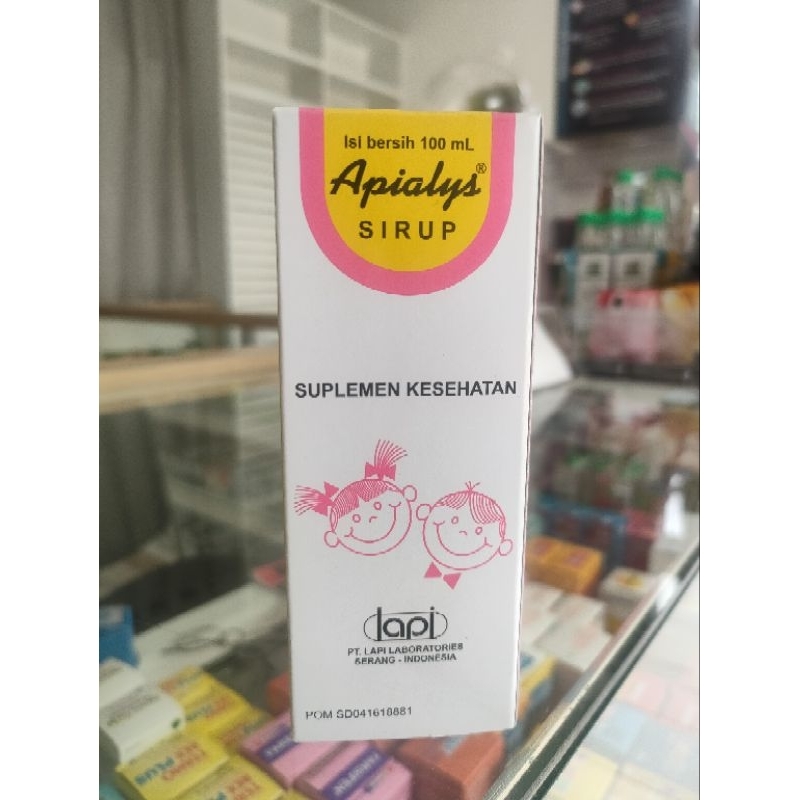 Isi bersih 100 mL
Apialys®
SIRUP
SUPLEMEN KESEHATAN
lapi
PT. LAPI LABORATORIES
SERANG - INDONESIA
POM SD041610881